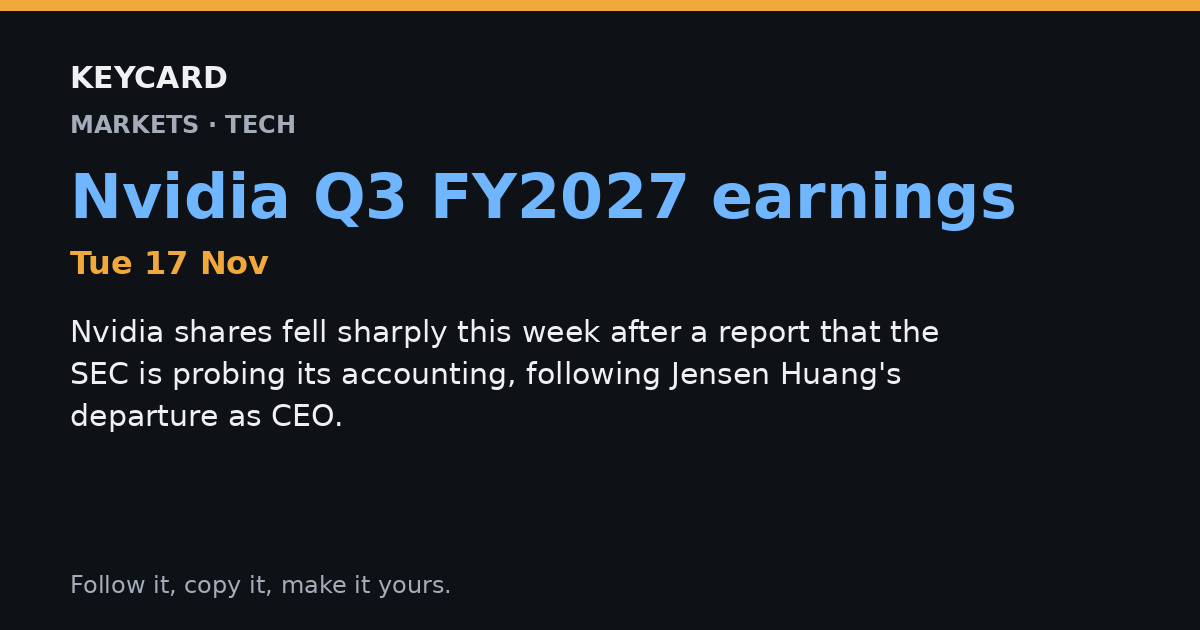 KEYCARD
MARKETS · TECH
Nvidia Q3 FY2027 earnings
Tue 17 Nov
Nvidia shares fell sharply this week after a report that the
SEC is probing its accounting, following Jensen Huang's
departure as CEO.
Follow it, copy it, make it yours.